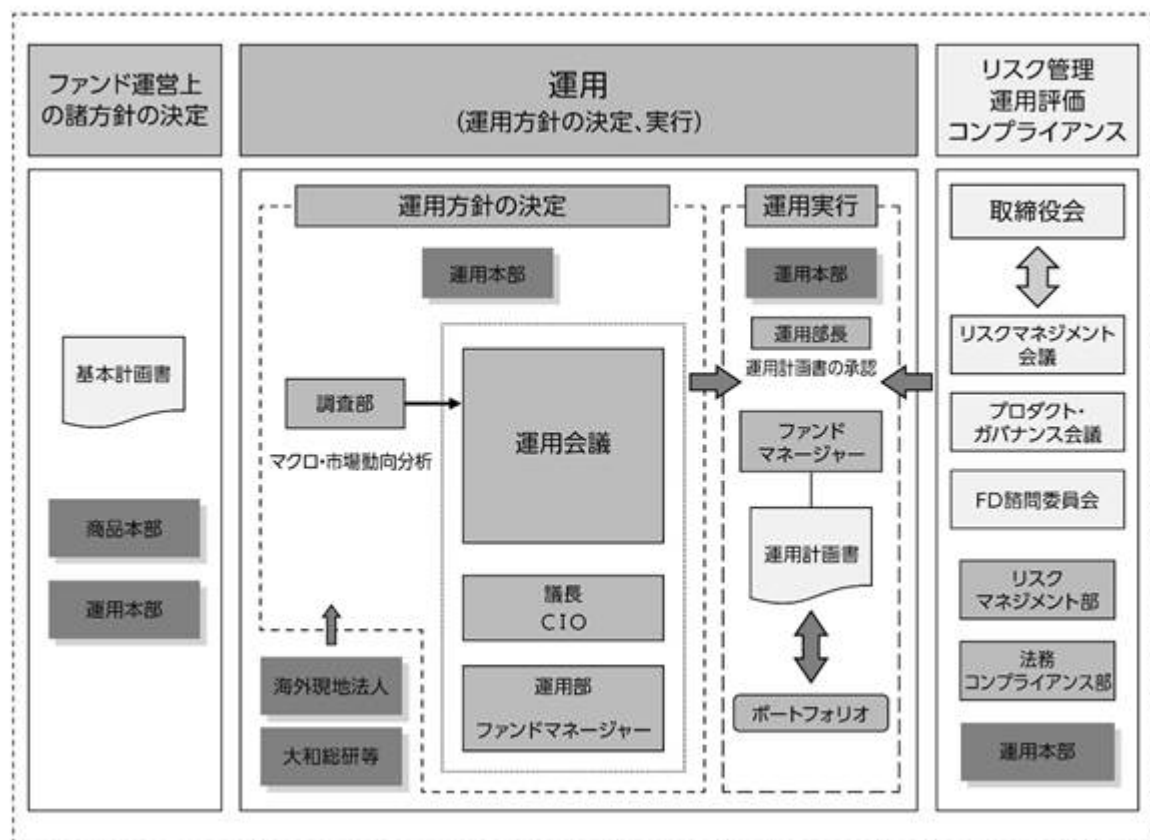 ファンド運営上
の諸方針の決定
運用
(運用方針の決定、実行)
リスク管理
運用評価
コンプライアンス
基本計画書
商品本部
運用本部
運用方針の決定
運用本部
調査部
マクロ・市場動向分析
運用会議
議長
CIO
運用部
ファンドマネージャー
海外現地法人
大和総研等
運用実行
運用本部
運用部長
運用計画書の承認
ファンド
マネージャー
運用計画書
ポートフォリオ
取締役会
リスクマネジメント
会議
プロダクト・
ガバナンス会議
FD諮問委員会
リスク
マネジメント部
法務
コンプライアンス部
運用本部